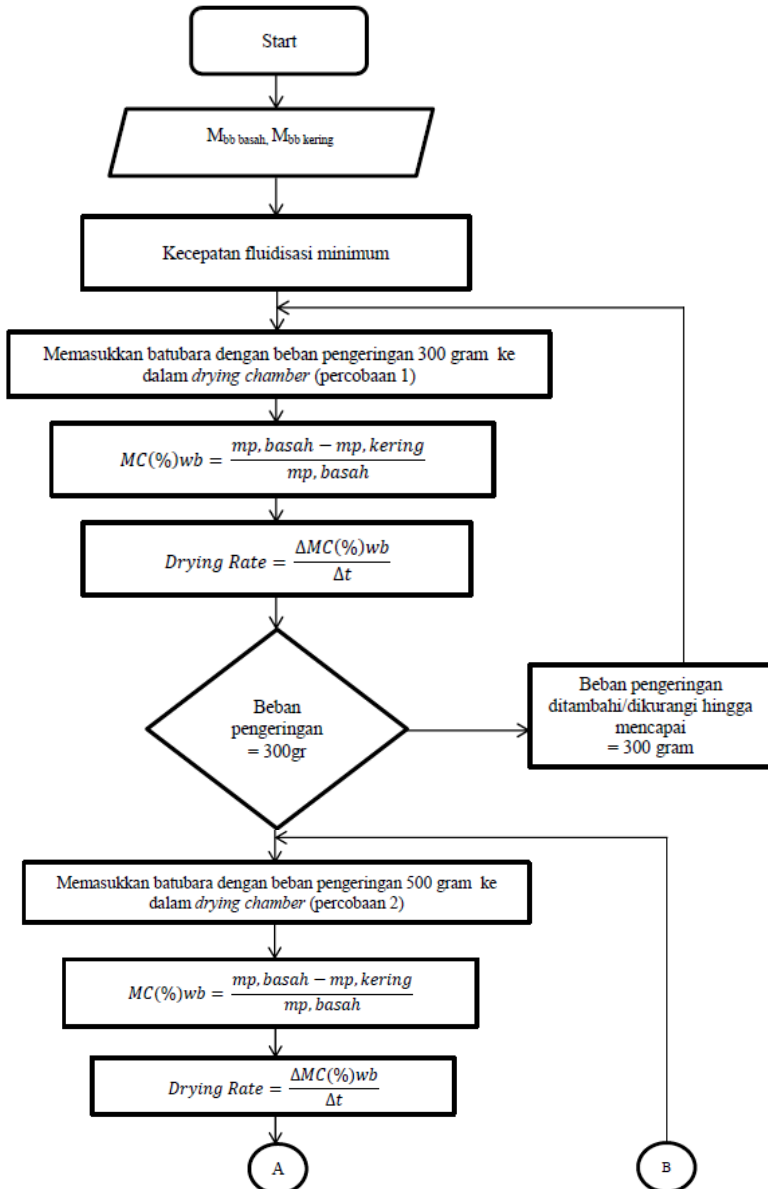 Start
M_bb basah, M_bb kering
Kecepatan fluidisasi minimum
Memasukkan batubara dengan beban pengeringan 300 gram ke
dalam drying chamber (percobaan 1)
MC(%)wb = (mp, basah − mp, kering) / (mp, basah)
Drying Rate = ΔMC(%)wb / Δt
Beban
pengeringan
= 300gr
Beban pengeringan
ditambahi/dikurangi hingga
mencapai
= 300 gram
Memasukkan batubara dengan beban pengeringan 500 gram ke
dalam drying chamber (percobaan 2)
MC(%)wb = (mp, basah − mp, kering) / (mp, basah)
Drying Rate = ΔMC(%)wb / Δt
A
B